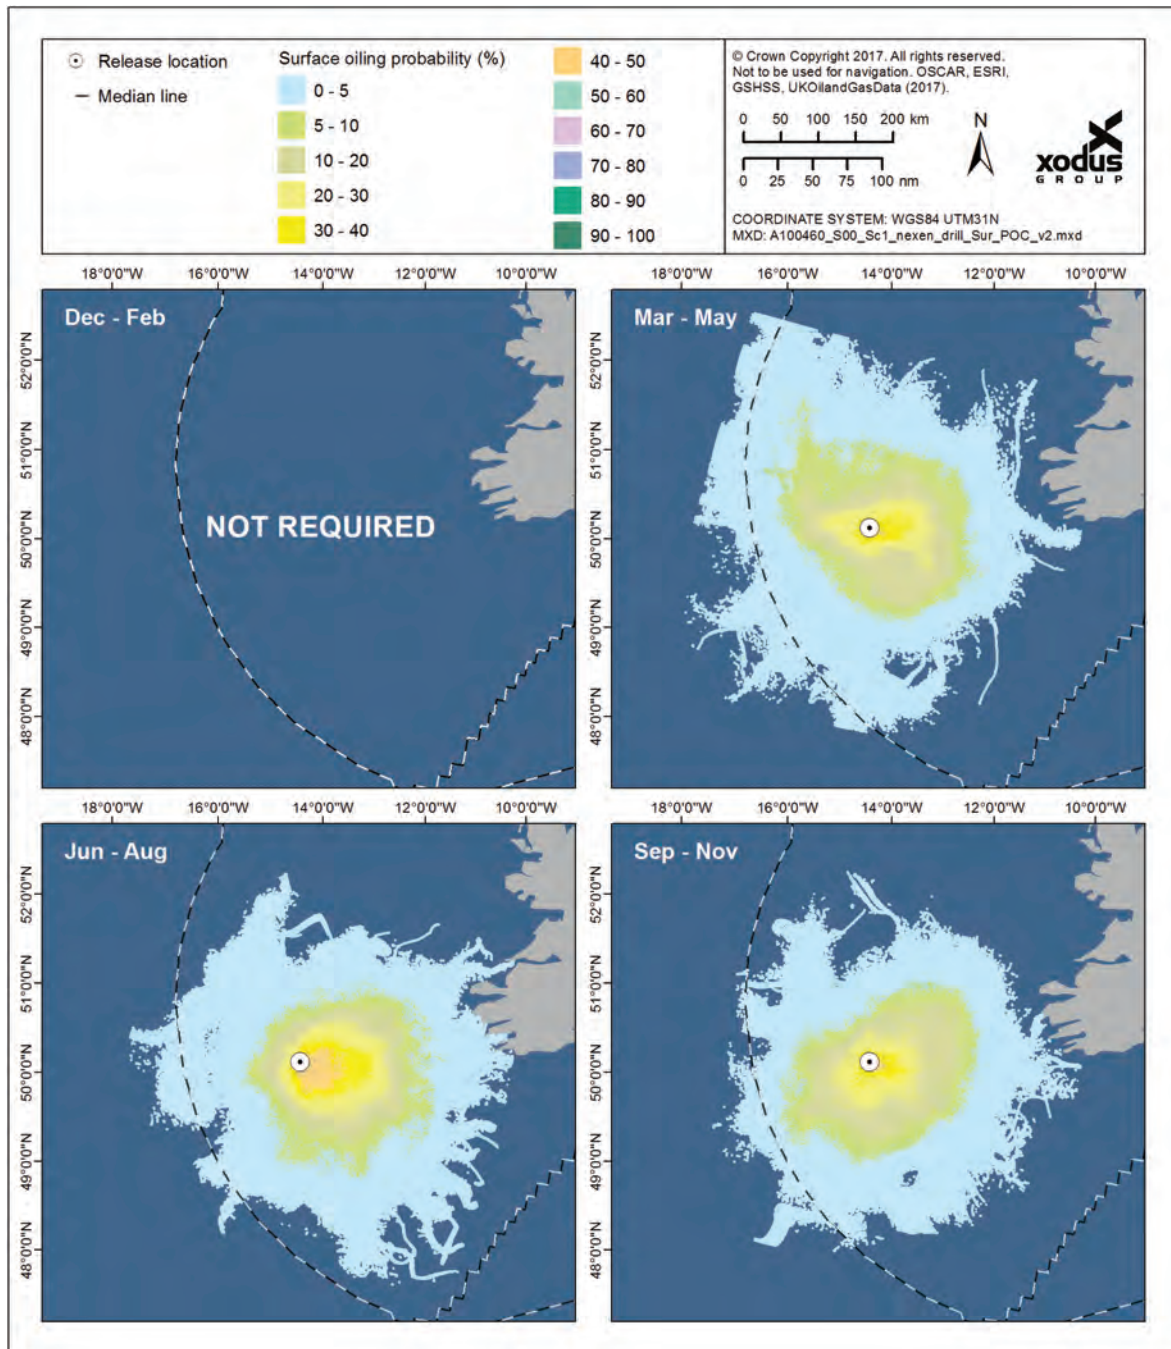 Release location
Median line
Surface oiling probability (%)
0 - 5
5 - 10
10 - 20
20 - 30
30 - 40
40 - 50
50 - 60
60 - 70
70 - 80
80 - 90
90 - 100
© Crown Copyright 2017. All rights reserved.
Not to be used for navigation. OSCAR, ESRI,
GSHSS, UKOilandGasData (2017).
0 50 100 150 200 km
0 25 50 75 100 nm
N
xodus
GROUP
COORDINATE SYSTEM: WGS84 UTM31N
MXD: A100460_S00_Sc1_nexen_drill_Sur_POC_v2.mxd
18°0'0"W 16°0'0"W 14°0'0"W 12°0'0"W 10°0'0"W
18°0'0"W 16°0'0"W 14°0'0"W 12°0'0"W 10°0'0"W
Dec - Feb
52°0'0"N
51°0'0"N
50°0'0"N
49°0'0"N
48°0'0"N
NOT REQUIRED
Mar - May
52°0'0"N
51°0'0"N
50°0'0"N
49°0'0"N
48°0'0"N
18°0'0"W 16°0'0"W 14°0'0"W 12°0'0"W 10°0'0"W
18°0'0"W 16°0'0"W 14°0'0"W 12°0'0"W 10°0'0"W
Jun - Aug
52°0'0"N
51°0'0"N
50°0'0"N
49°0'0"N
48°0'0"N
Sep - Nov
52°0'0"N
51°0'0"N
50°0'0"N
49°0'0"N
48°0'0"N